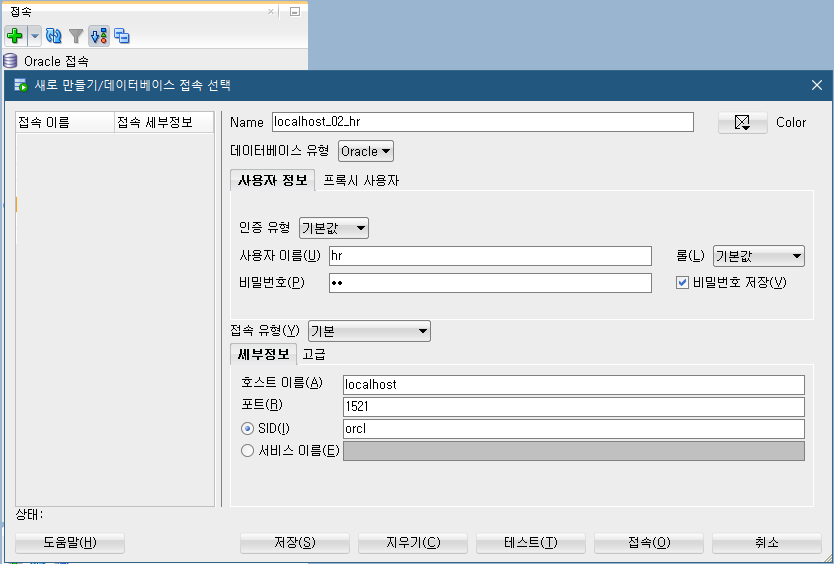 접속
Oracle 접속
새로 만들기/데이터베이스 접속 선택
접속 이름 접속 세부정보
Name localhost_02_hr Color
데이터베이스 유형 Oracle
사용자 정보 프록시 사용자
인증 유형 기본값
사용자 이름(U) hr 롤(L) 기본값
비밀번호(P) •• 비밀번호 저장(V)
접속 유형(Y) 기본
세부정보 고급
호스트 이름(A) localhost
포트(R) 1521
SID(I) orcl
서비스 이름(E)
상태:
도움말(H) 저장(S) 지우기(C) 테스트(T) 접속(O) 취소